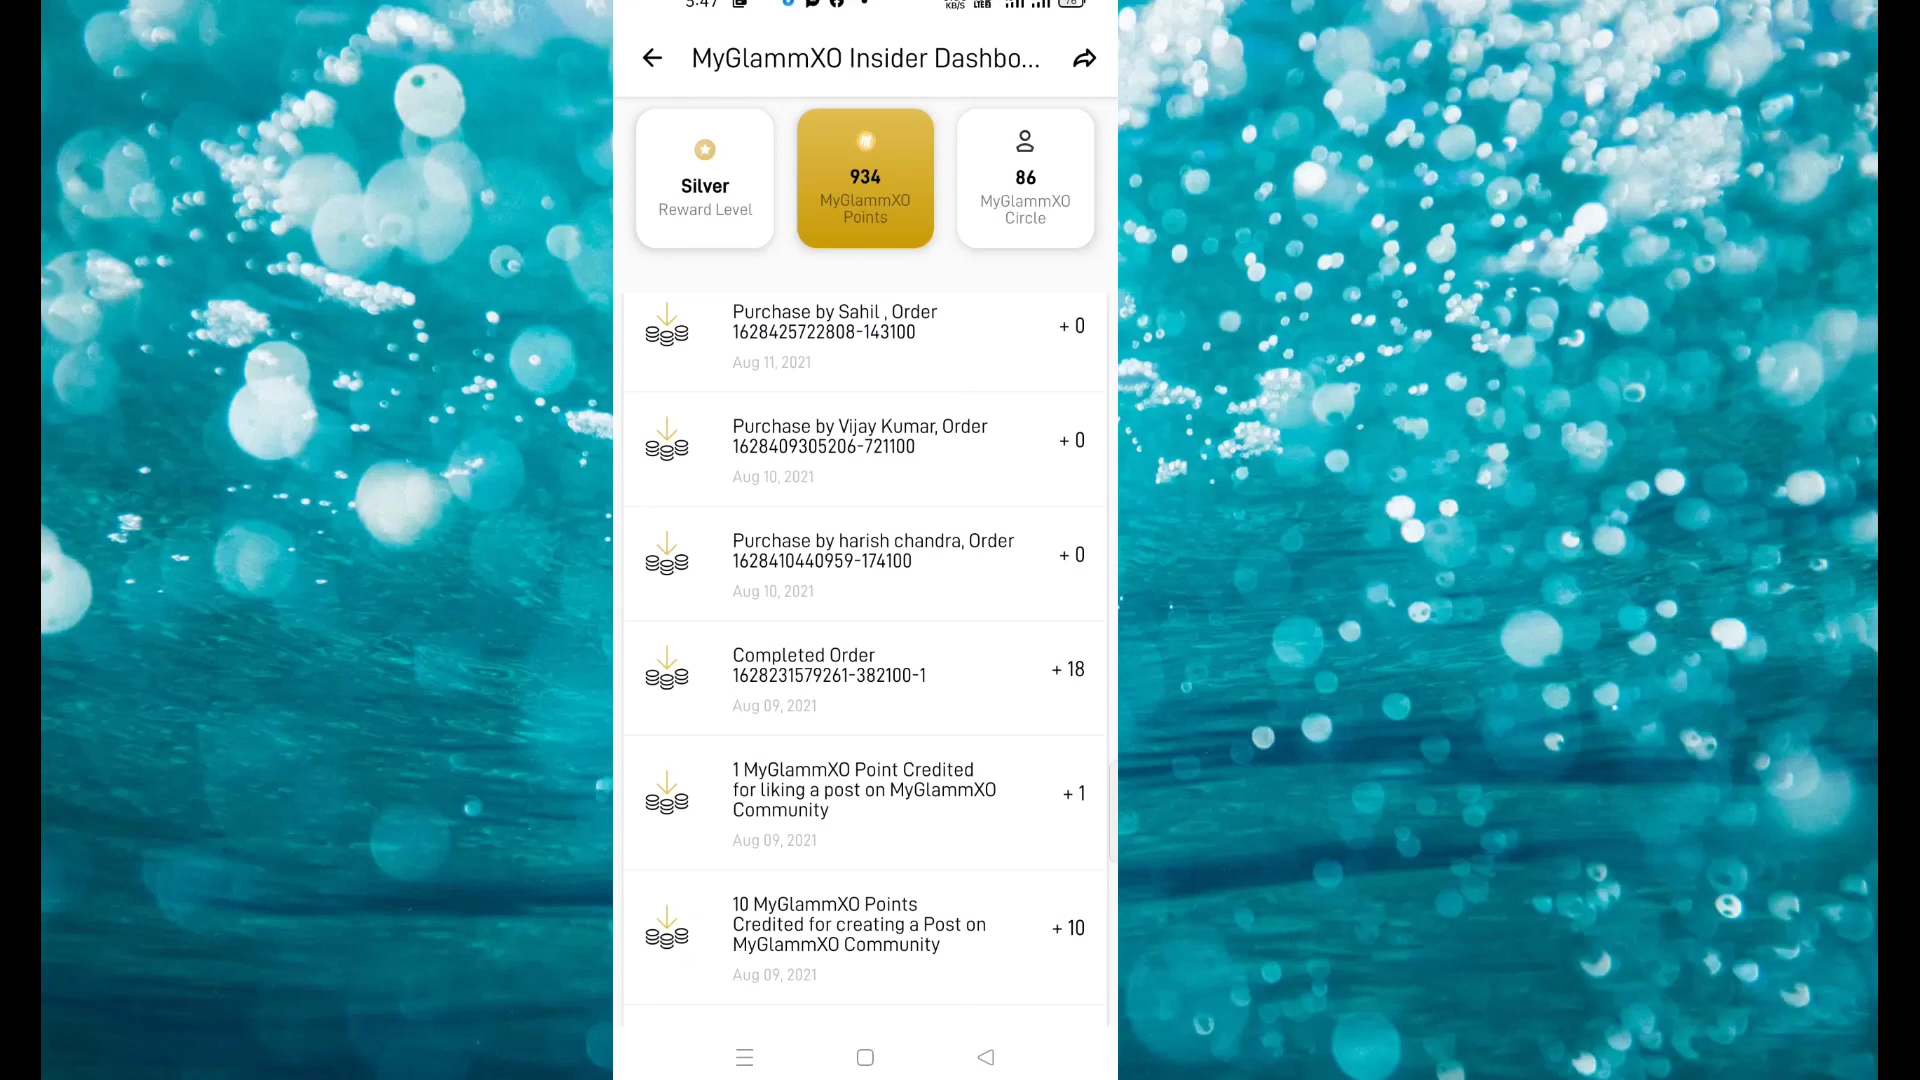 5:47
KB/S
MyGlammXO Insider Dashbo...
Silver
Reward Level
934
MyGlammXO
Points
86
MyGlammXO
Circle
Purchase by Sahil , Order
1628425722808-143100
+ 0
Aug 11, 2021
Purchase by Vijay Kumar, Order
1628409305206-721100
+ 0
Aug 10, 2021
Purchase by harish chandra, Order
1628410440959-174100
+ 0
Aug 10, 2021
Completed Order
1628231579261-382100-1
+ 18
Aug 09, 2021
1 MyGlammXO Point Credited
for liking a post on MyGlammXO
Community
+ 1
Aug 09, 2021
10 MyGlammXO Points
Credited for creating a Post on
MyGlammXO Community
+ 10
Aug 09, 2021